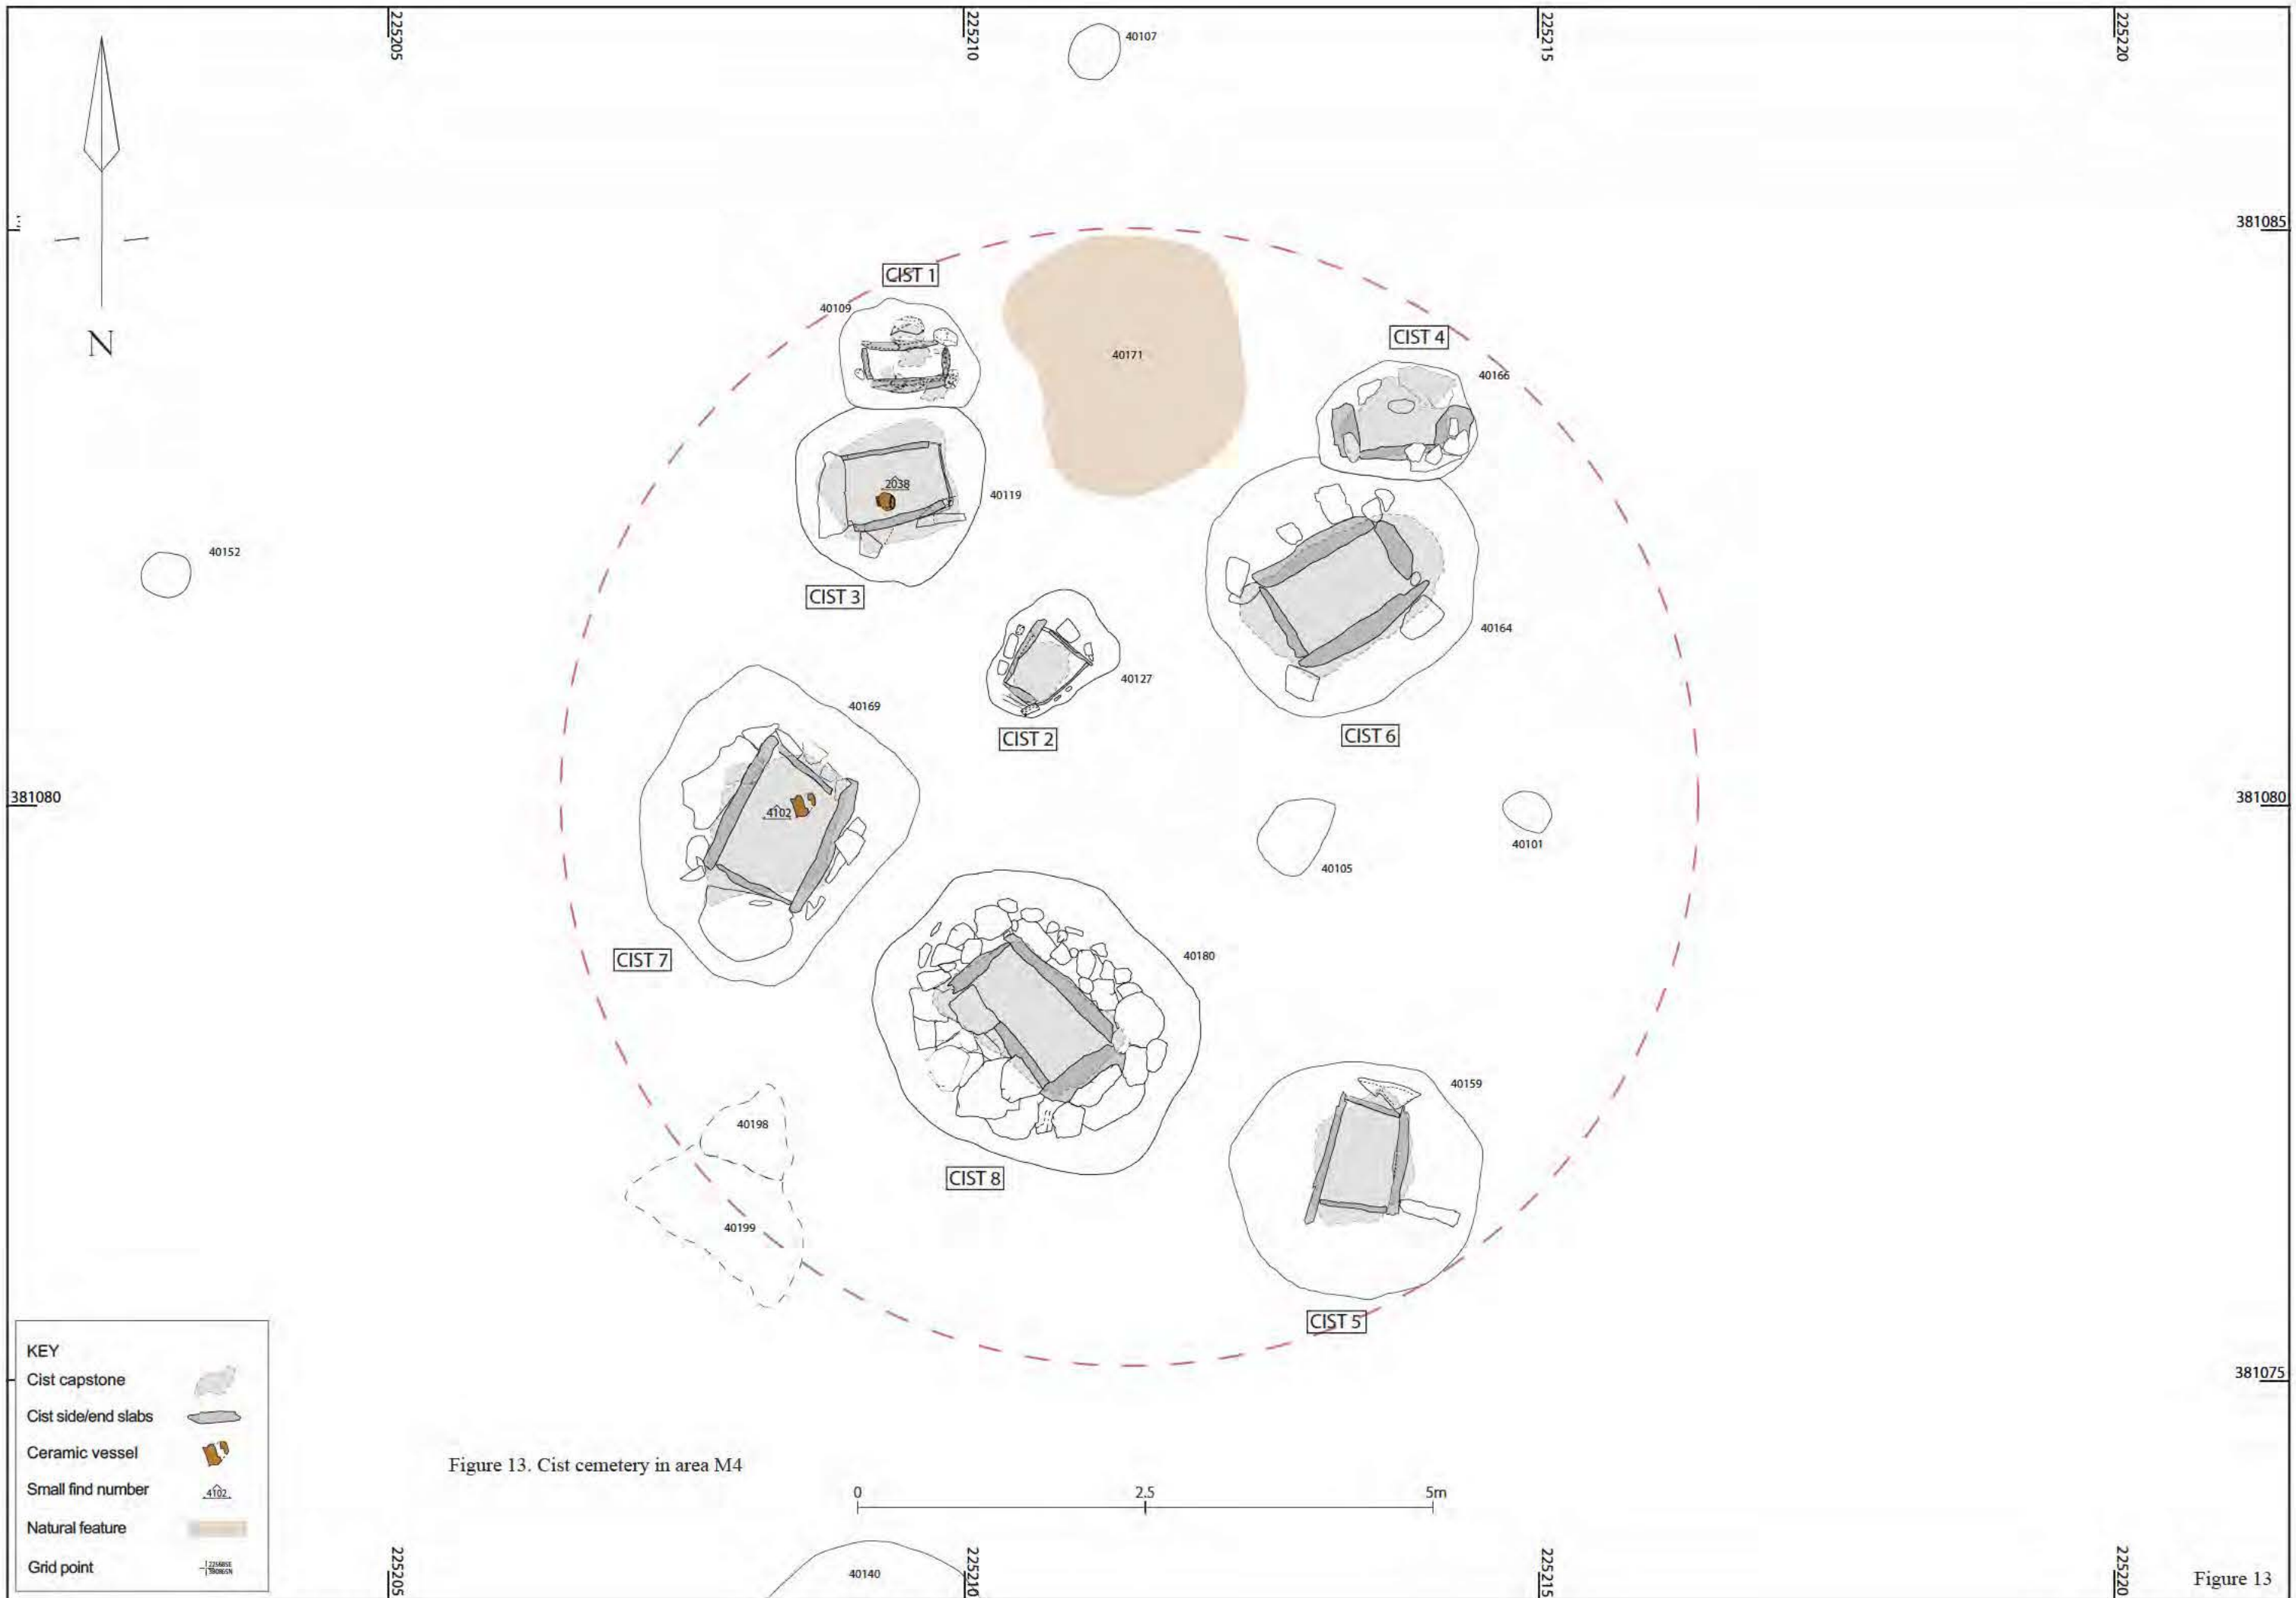 225205
225210
225215
225220
40107
381085
CIST 1
40109
40171
CIST 4
40166
2038
40119
40152
CIST 3
40164
40127
40169
CIST 2
CIST 6
381080
4102
381080
40101
40105
40180
CIST 7
40159
40198
CIST 8
40199
CIST 5
N
KEY
Cist capstone
Cist side/end slabs
Ceramic vessel
Small find number
4102
Natural feature
Grid point
381075
Figure 13. Cist cemetery in area M4
0 2.5 5m
225205
40140
225210
225215
225220
Figure 13